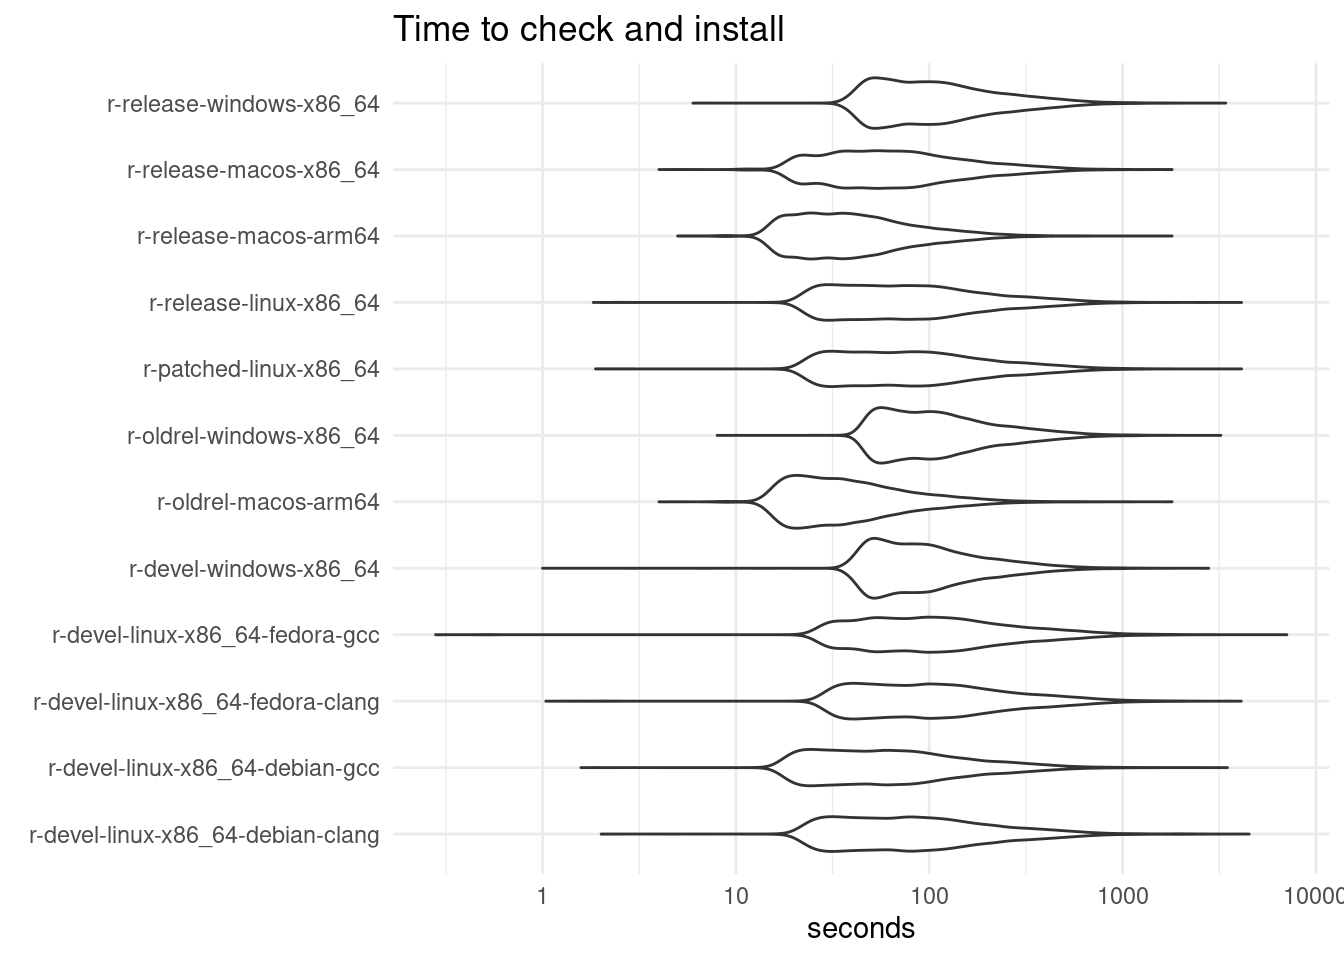 Time to check and install
r-release-windows-x86_64
r-release-macos-x86_64
r-release-macos-arm64
r-release-linux-x86_64
r-patched-linux-x86_64
r-oldrel-windows-x86_64
r-oldrel-macos-arm64
r-devel-windows-x86_64
r-devel-linux-x86_64-fedora-gcc
r-devel-linux-x86_64-fedora-clang
r-devel-linux-x86_64-debian-gcc
r-devel-linux-x86_64-debian-clang
1 10 100 1000 10000
seconds